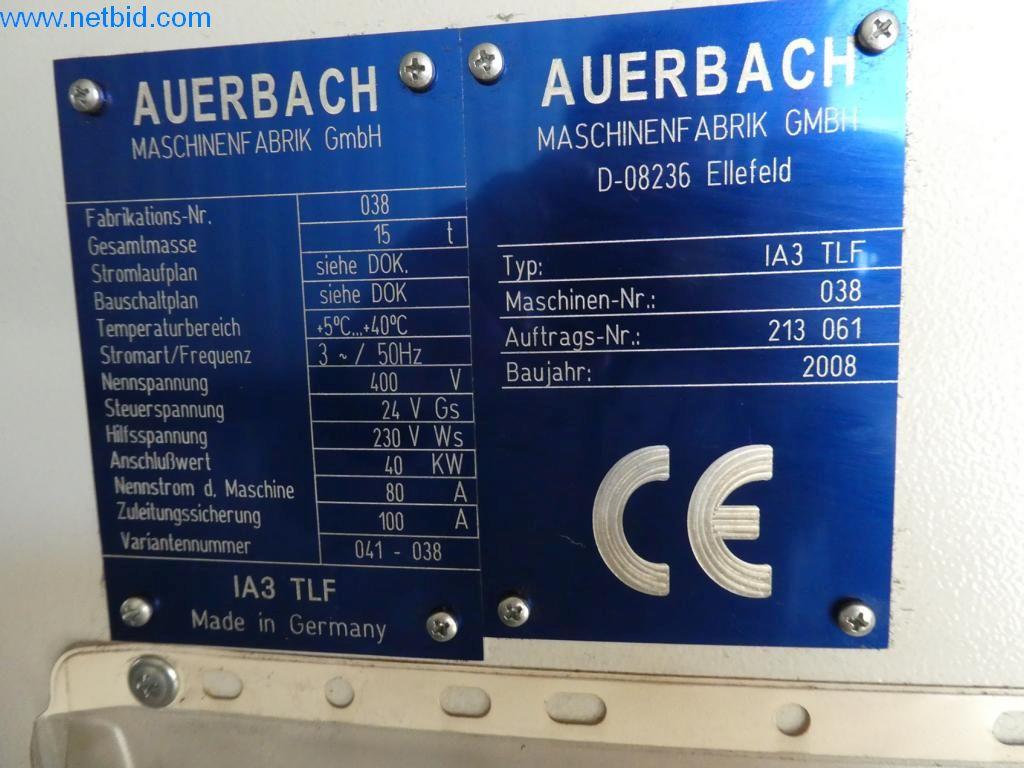 www.netbid.com
AUERBACH
MASCHINENFABRIK GmbH
Fabrikations-Nr. 038
Gesamtmasse 15 t
Stromlaufplan siehe DOK.
Bauschaltplan siehe DOK
Temperaturbereich +5°C...+40°C
Stromart/Frequenz 3 ~ / 50Hz
Nennspannung 400 V
Steuerspannung 24 V Gs
Hilfsspannung 230 V Ws
Anschlußwert 40 KW
Nennstrom d. Maschine 80 A
Zuleitungssicherung 100 A
Variantennummer 041 - 038
IA3 TLF
Made in Germany
AUERBACH
MASCHINENFABRIK GMBH
D-08236 Ellefeld
Typ: IA3 TLF
Maschinen-Nr.: 038
Auftrags-Nr.: 213 061
Baujahr: 2008
CE